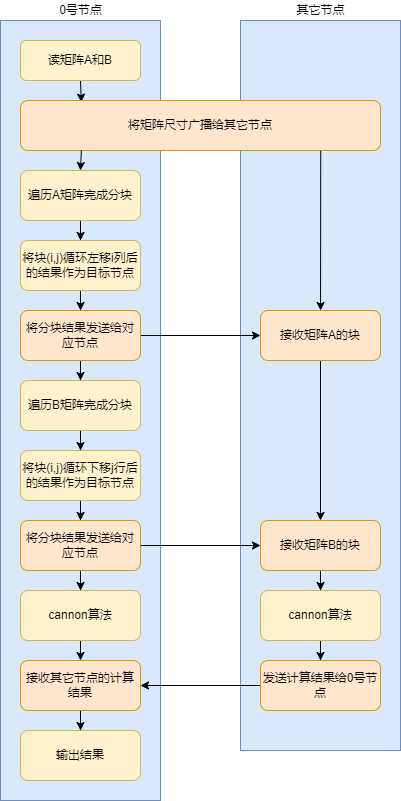 0号节点
其它节点
读矩阵A和B
将矩阵尺寸广播给其它节点
遍历A矩阵完成分块
将块(i,j)循环左移i列后
的结果作为目标节点
将分块结果发送给对
应节点
接收矩阵A的块
遍历B矩阵完成分块
将块(i,j)循环下移j行后
的结果作为目标节点
将分块结果发送给对
应节点
接收矩阵B的块
cannon算法
cannon算法
接收其它节点的计算
结果
发送计算结果给0号节
点
输出结果